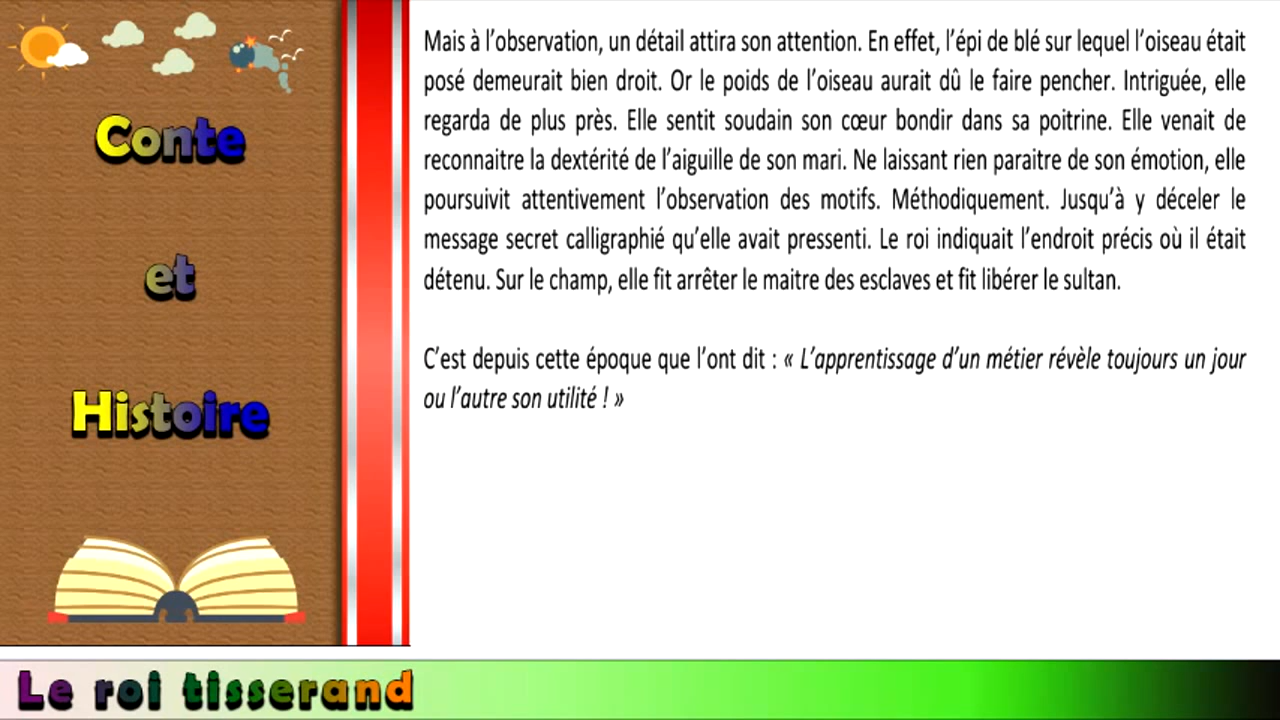 Conte
et
Histoire
Mais à l’observation, un détail attira son attention. En effet, l’épi de blé sur lequel l’oiseau était
posé demeurait bien droit. Or le poids de l’oiseau aurait dû le faire pencher. Intriguée, elle
regarda de plus près. Elle sentit soudain son cœur bondir dans sa poitrine. Elle venait de
reconnaitre la dextérité de l’aiguille de son mari. Ne laissant rien paraitre de son émotion, elle
poursuivit attentivement l’observation des motifs. Méthodiquement. Jusqu’à y déceler le
message secret calligraphié qu’elle avait pressenti. Le roi indiquait l’endroit précis où il était
détenu. Sur le champ, elle fit arrêter le maitre des esclaves et fit libérer le sultan.
C’est depuis cette époque que l’ont dit : « L’apprentissage d’un métier révèle toujours un jour
ou l’autre son utilité ! »
Le roi tisserand